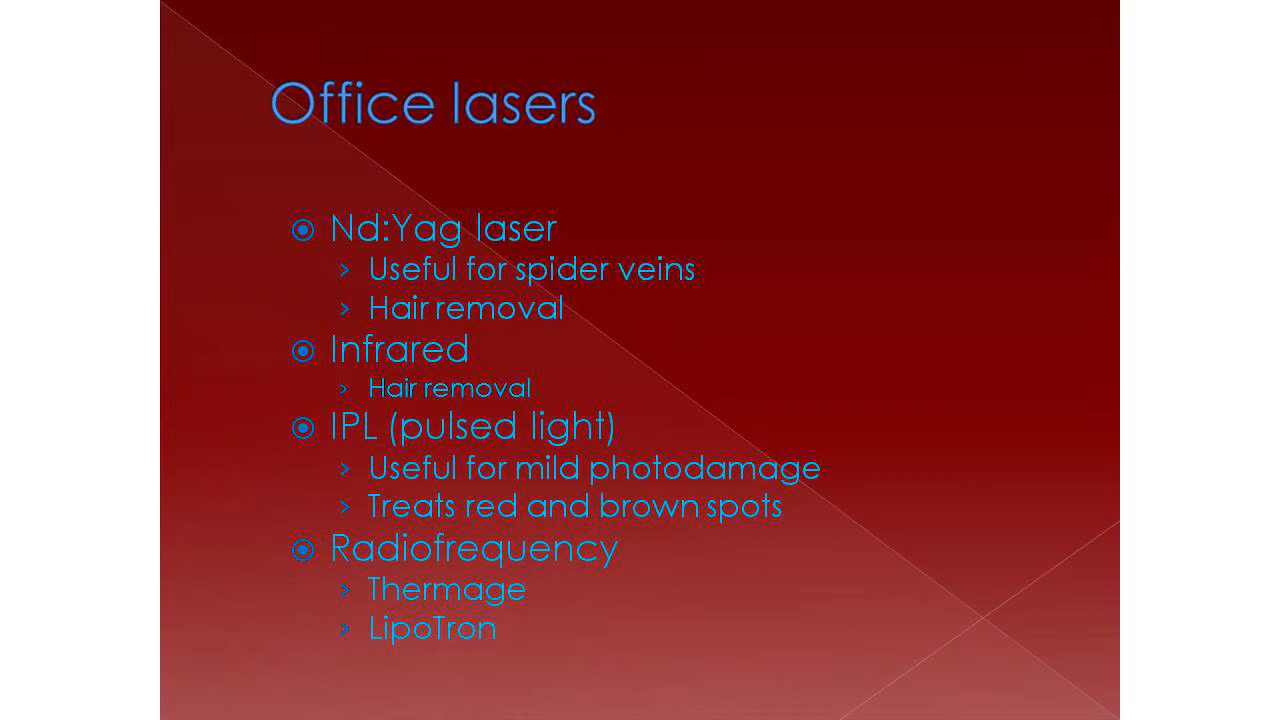 Office lasers
Nd:Yag laser
Useful for spider veins
Hair removal
Infrared
Hair removal
IPL (pulsed light)
Useful for mild photodamage
Treats red and brown spots
Radiofrequency
Thermage
LipoTron